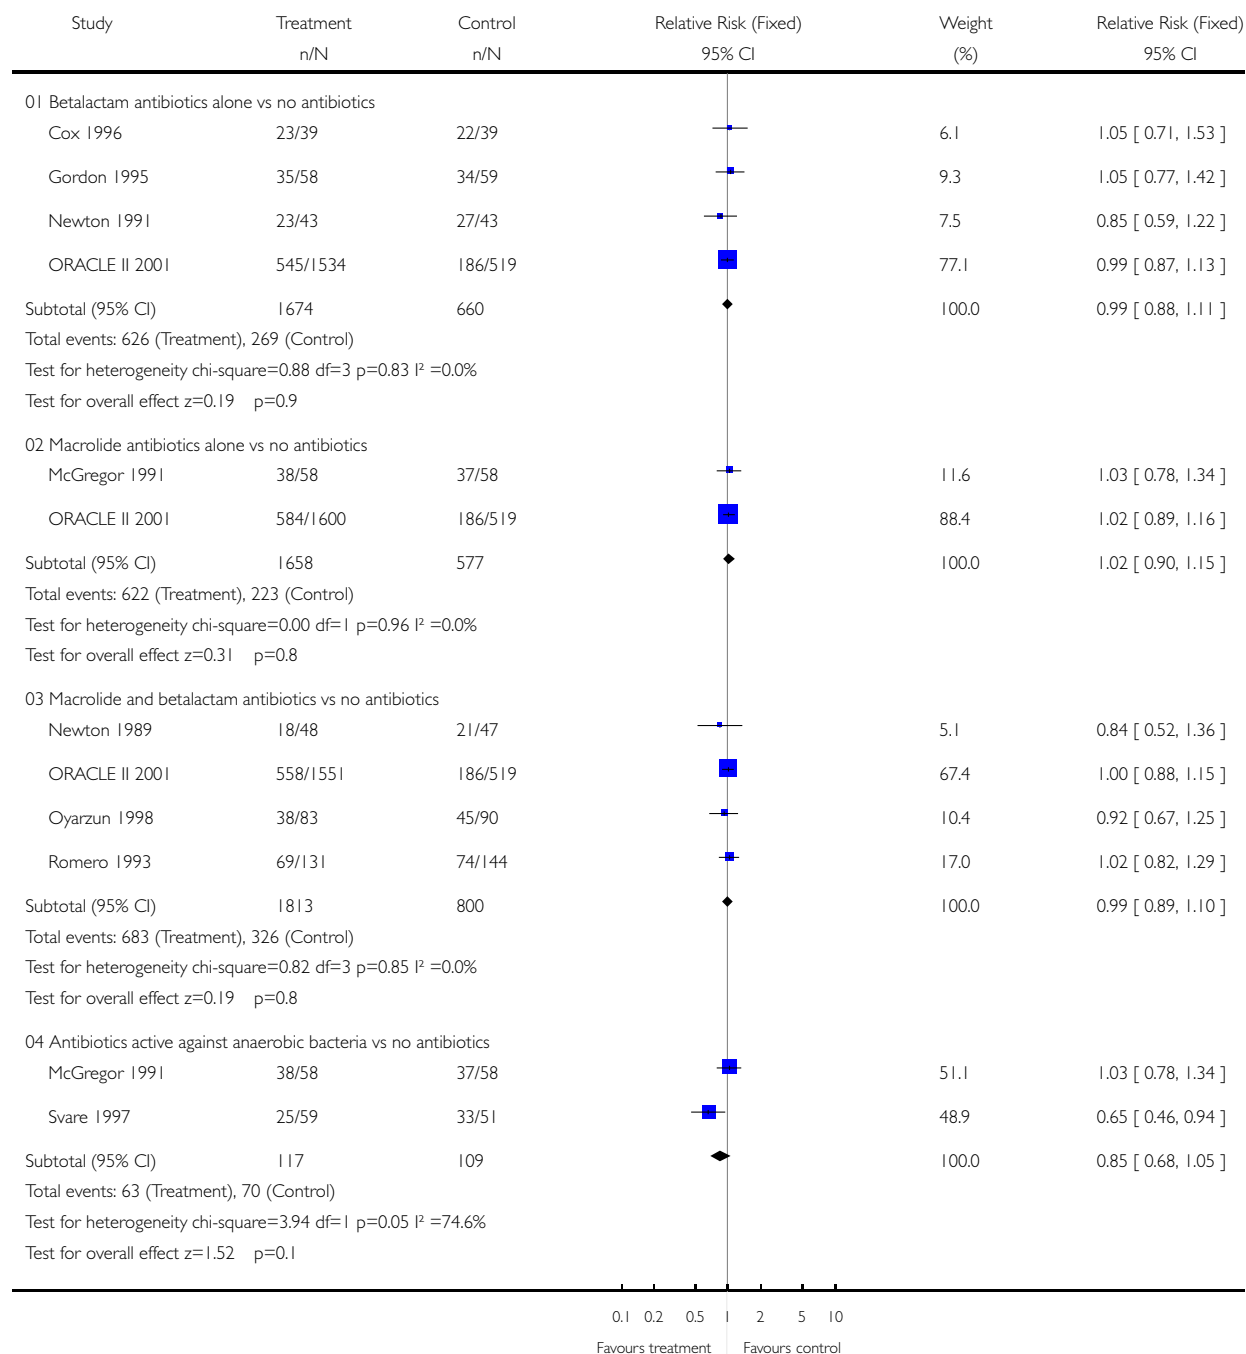 Study Treatment Control Relative Risk (Fixed) Weight Relative Risk (Fixed)
n/N n/N 95% CI (%) 95% CI
01 Betalactam antibiotics alone vs no antibiotics
Cox 1996 23/39 22/39 6.1 1.05 [ 0.71, 1.53 ]
Gordon 1995 35/58 34/59 9.3 1.05 [ 0.77, 1.42 ]
Newton 1991 23/43 27/43 7.5 0.85 [ 0.59, 1.22 ]
ORACLE II 2001 545/1534 186/519 77.1 0.99 [ 0.87, 1.13 ]
Subtotal (95% CI) 1674 660 100.0 0.99 [ 0.88, 1.11 ]
Total events: 626 (Treatment), 269 (Control)
Test for heterogeneity chi-square=0.88 df=3 p=0.83 I² =0.0%
Test for overall effect z=0.19 p=0.9
02 Macrolide antibiotics alone vs no antibiotics
McGregor 1991 38/58 37/58 11.6 1.03 [ 0.78, 1.34 ]
ORACLE II 2001 584/1600 186/519 88.4 1.02 [ 0.89, 1.16 ]
Subtotal (95% CI) 1658 577 100.0 1.02 [ 0.90, 1.15 ]
Total events: 622 (Treatment), 223 (Control)
Test for heterogeneity chi-square=0.00 df=1 p=0.96 I² =0.0%
Test for overall effect z=0.31 p=0.8
03 Macrolide and betalactam antibiotics vs no antibiotics
Newton 1989 18/48 21/47 5.1 0.84 [ 0.52, 1.36 ]
ORACLE II 2001 558/1551 186/519 67.4 1.00 [ 0.88, 1.15 ]
Oyarzun 1998 38/83 45/90 10.4 0.92 [ 0.67, 1.25 ]
Romero 1993 69/131 74/144 17.0 1.02 [ 0.82, 1.29 ]
Subtotal (95% CI) 1813 800 100.0 0.99 [ 0.89, 1.10 ]
Total events: 683 (Treatment), 326 (Control)
Test for heterogeneity chi-square=0.82 df=3 p=0.85 I² =0.0%
Test for overall effect z=0.19 p=0.8
04 Antibiotics active against anaerobic bacteria vs no antibiotics
McGregor 1991 38/58 37/58 51.1 1.03 [ 0.78, 1.34 ]
Svare 1997 25/59 33/51 48.9 0.65 [ 0.46, 0.94 ]
Subtotal (95% CI) 117 109 100.0 0.85 [ 0.68, 1.05 ]
Total events: 63 (Treatment), 70 (Control)
Test for heterogeneity chi-square=3.94 df=1 p=0.05 I² =74.6%
Test for overall effect z=1.52 p=0.1
0.1 0.2 0.5 1 2 5 10
Favours treatment Favours control